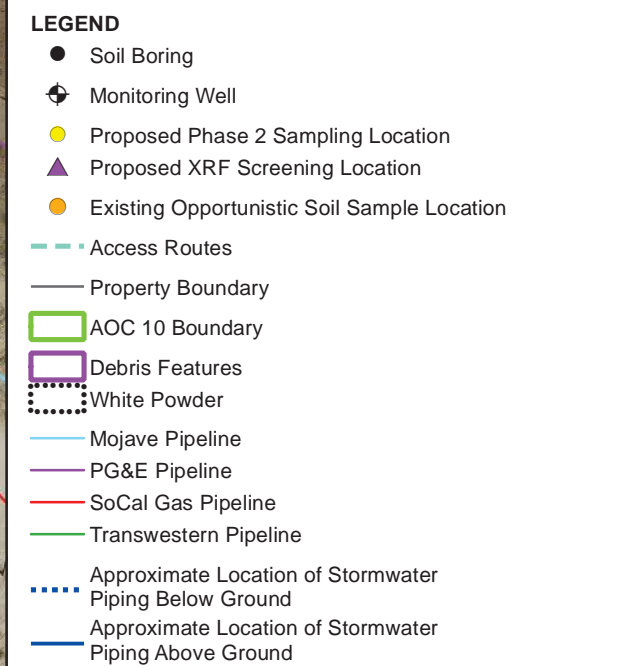 LEGEND
Soil Boring
Monitoring Well
Proposed Phase 2 Sampling Location
Proposed XRF Screening Location
Existing Opportunistic Soil Sample Location
Access Routes
Property Boundary
AOC 10 Boundary
Debris Features
White Powder
Mojave Pipeline
PG&E Pipeline
SoCal Gas Pipeline
Transwestern Pipeline
Approximate Location of Stormwater
Piping Below Ground
Approximate Location of Stormwater
Piping Above Ground